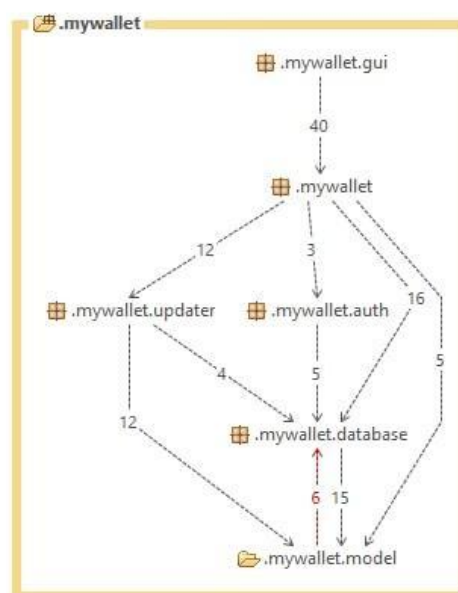 .mywallet
.mywallet.gui
40
.mywallet
12
3
16
.mywallet.updater
.mywallet.auth
5
4
5
12
.mywallet.database
6
15
.mywallet.model